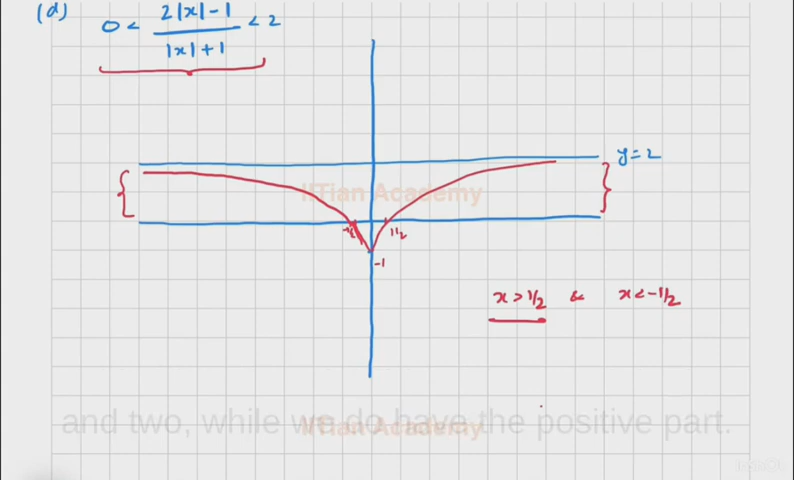 (d) 0 < (2|x| - 1)/(|x| + 1) < 2
y = 2
IITian Academy
-½ 1/2
-1
x > 1/2 & x < -1/2
and two, while we do have the positive part.
IITian Academy